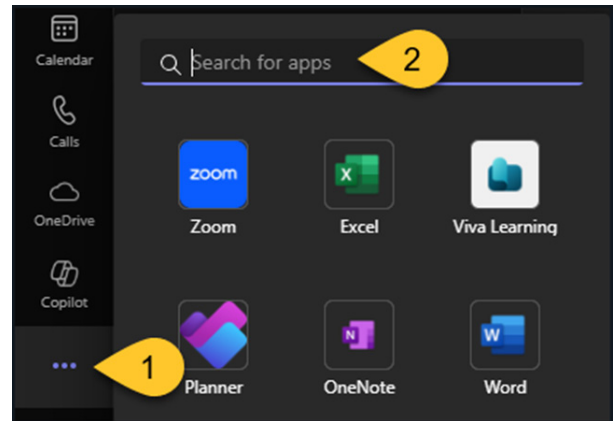 Calendar
Calls
OneDrive
Copilot
1
Search for apps
2
zoom
Zoom
X
Excel
Viva Learning
Planner
N
OneNote
W
Word